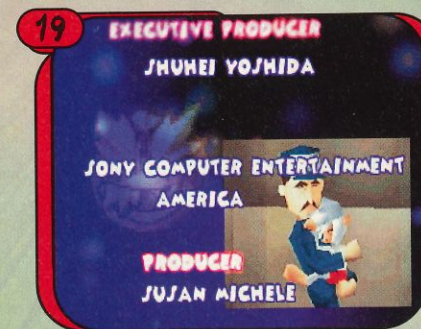 19
EXECUTIVE PRODUCER
SHUHEI YOSHIDA
SONY COMPUTER ENTERTAINMENT
AMERICA
PRODUCER
SUSAN MICHELE